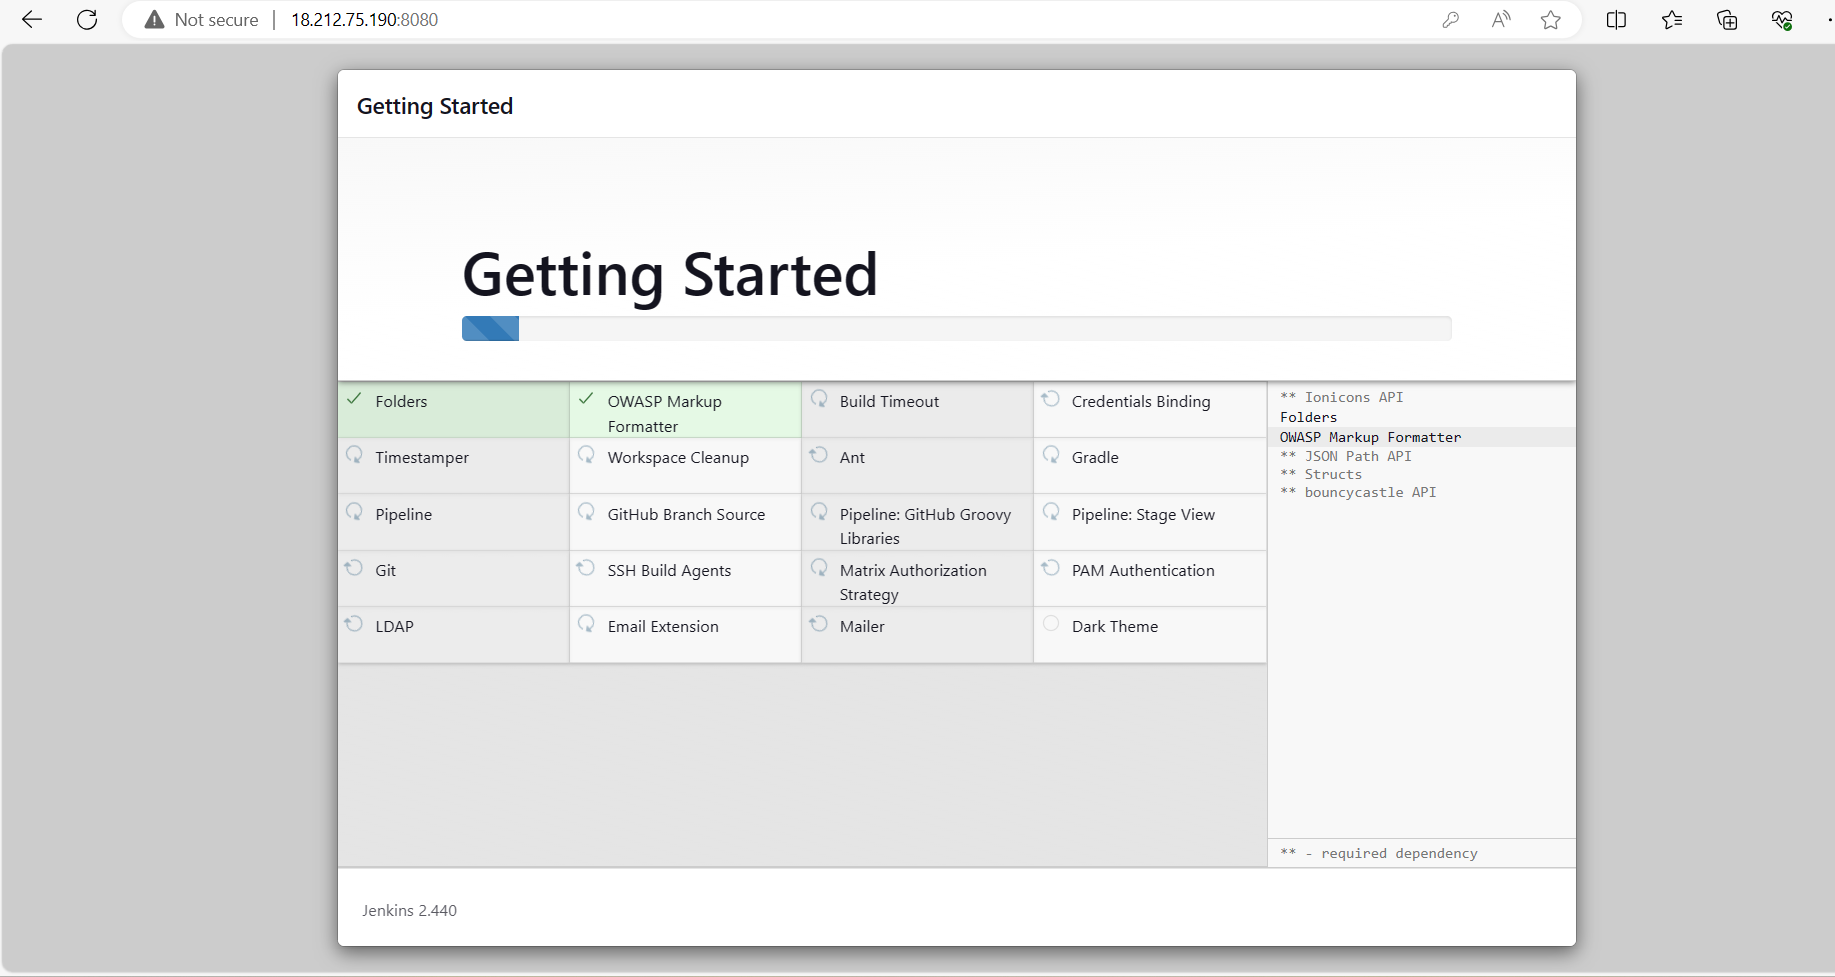 Not secure
18.212.75.190:8080
Getting Started
Getting Started
Folders
OWASP Markup
Formatter
Build Timeout
Credentials Binding
Timestamper
Workspace Cleanup
Ant
Gradle
Pipeline
GitHub Branch Source
Pipeline: GitHub Groovy
Libraries
Pipeline: Stage View
Git
SSH Build Agents
Matrix Authorization
Strategy
PAM Authentication
LDAP
Email Extension
Mailer
Dark Theme
** Ionicons API
Folders
OWASP Markup Formatter
** JSON Path API
** Structs
** bouncycastle API
** - required dependency
Jenkins 2.440